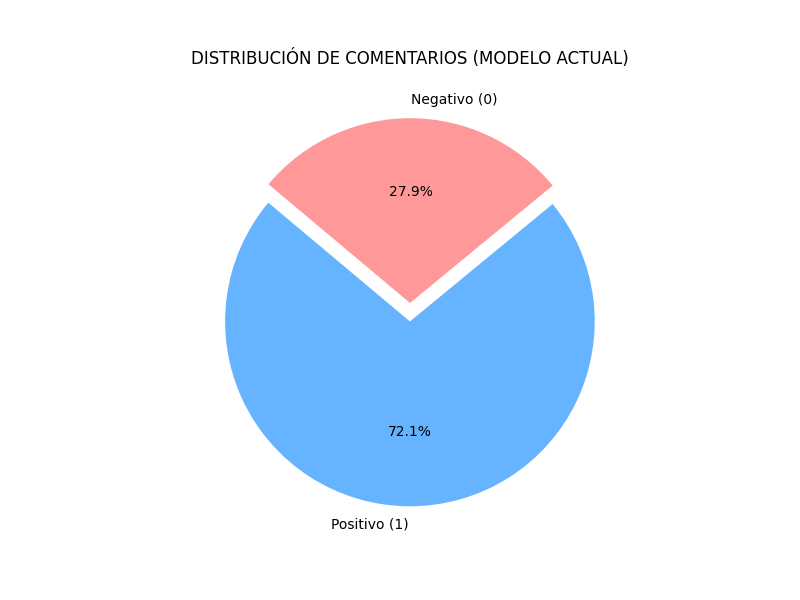 DISTRIBUCIÓN DE COMENTARIOS (MODELO ACTUAL)
Negativo (0)
27.9%
72.1%
Positivo (1)